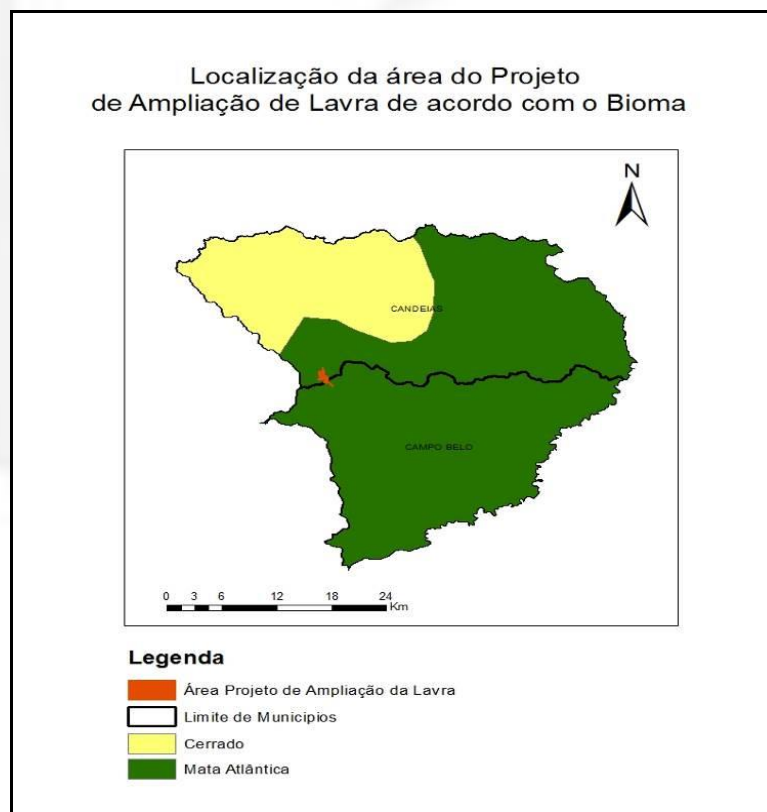 Localização da área do Projeto
de Ampliação de Lavra de acordo com o Bioma
N
CANDEIAS
CAMPO BELO
0 3 6 12 18 24
Km
Legenda
Área Projeto de Ampliação da Lavra
Limite de Municipios
Cerrado
Mata Atlântica